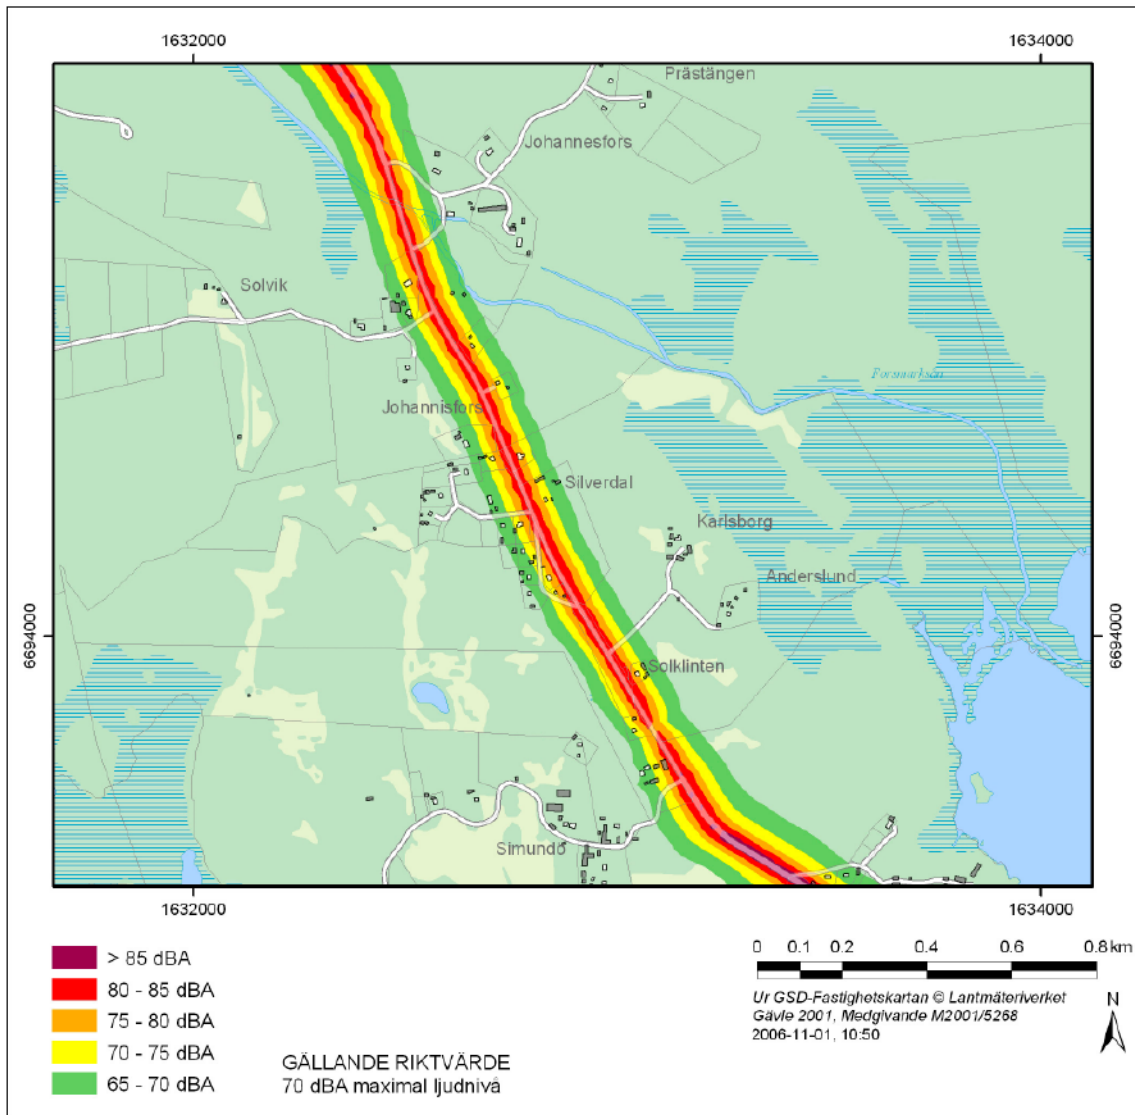 1632000
1634000
Prästängen
Johannesfors
Solvik
Forsmarksån
Johannisfors
Silverdal
Karlsborg
Anderslund
6694000
6694000
Solklinten
Simundö
1632000
1634000
> 85 dBA
80 - 85 dBA
75 - 80 dBA
70 - 75 dBA
65 - 70 dBA
GÄLLANDE RIKTVÄRDE
70 dBA maximal ljudnivå
0 0.1 0.2 0.4 0.6 0.8 km
Ur GSD-Fastighetskartan © Lantmäteriverket
Gävle 2001, Medgivande M2001/5268
2006-11-01, 10:50
N